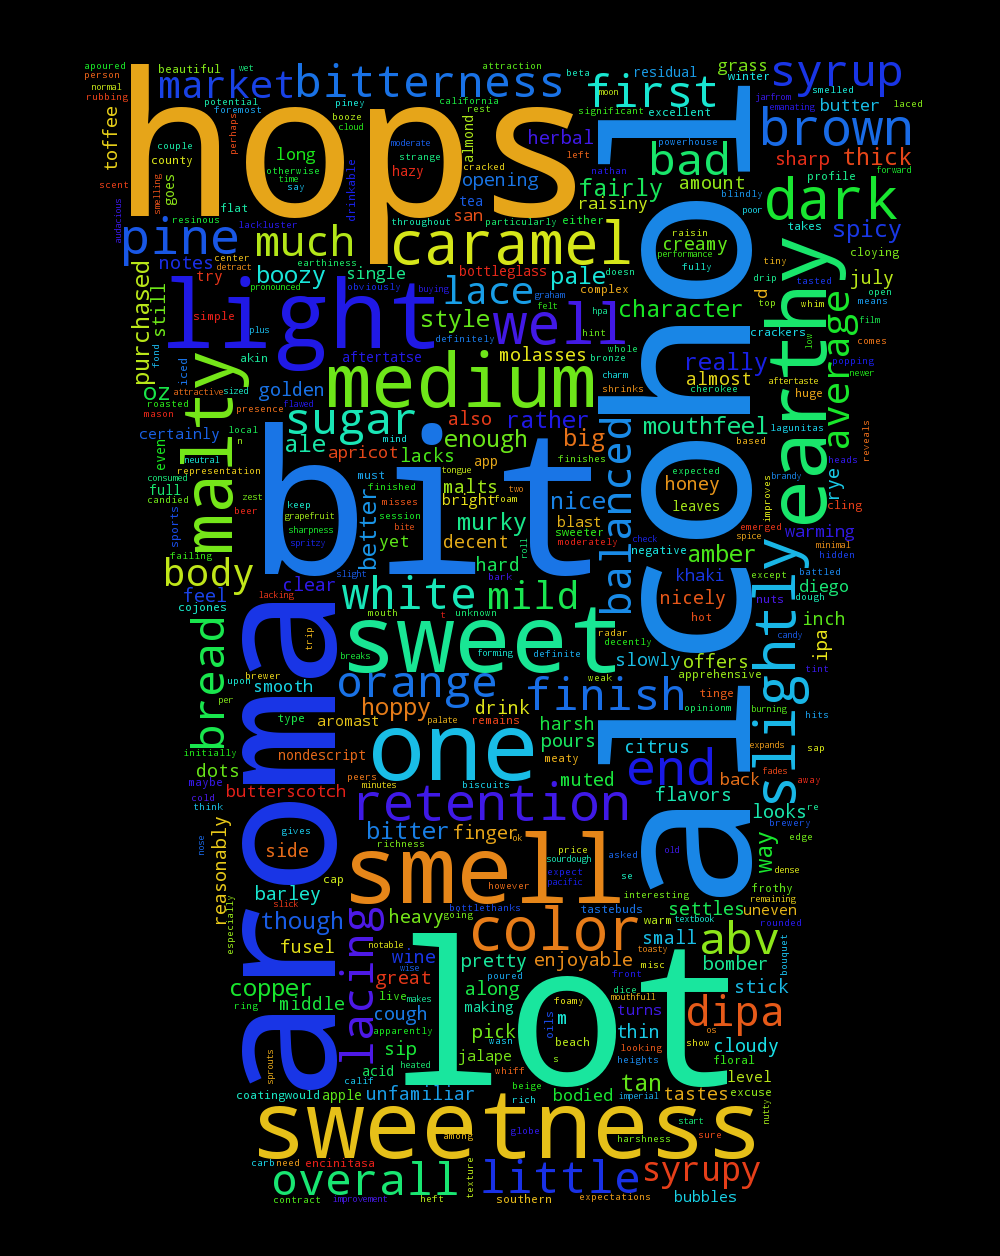 apoured
person
normal
rubbing
beautiful
market
bitterness
attraction
beta
moon
residual
first
significant
excellent
grass
winter
syrup
smelled
jarfrom
emanating
butter
laced
toffee
hops
potential
foremost
piney
booze
cloud
california
rest
almond
herbal
powerhouse
brown
couple
county
perhaps
long
otherwise
time
say
moderate
strange
hazy
cracked
opening
left
nathan
bad
sharp
thick
scent
smelling
goes
drinkable
tea
fairly
amount
blindly
profile
forward
poor
dark
audacious
resinous
flat
lackluster
throughout
san
particularly
either
raisiny
takes
spicy
pine
much
caramel
raisin
creamy
performance
fully
cloying
notes
center
detract
earthiness
boozy
single
bottleglass
pale
doesn
tiny
july
purchased
still
try
pronounced
obviously
buying
lace
graham
complex
drip
tasted
open
light
felt
hpa
character
d
top
whim
means
film
simple
plus
style
definitely
well
hint
crackers
comes
akin
aftertatse
molasses
whole
bronze
really
low
popping
newer
fond
iced
oz
attractive
sized
golden
medium
charm
shrinks
almost
cherokee
aftertaste
huge
average
earthy
roasted
mason
presence
flawed
sugar
also
rather
mouthfeel
lagunitas
reveals
malty
certainly
local
n
ale
mind
apricot
lacks
enough
finishes
big
based
neutral
representation
even
full
consumed
candied
must
app
tongue
malts
two
nice
expected
honey
leaves
heads
brandy
rye
cling
improves
beer
zest
keep
grapefruit
sharpness
spritzy
bit
finished
misses
session
bite
bright
foam
murky
blast
sweeter
balanced
emerged
spice
warming
sports
better
yet
decent
roll
moderately
check
negative
amber
minimal
hidden
failing
body
clear
slight
hard
bark
khaki
except
battled
diego
feel
cojones
lacking
white
mild
nicely
nuts
dough
slightly
mouth
t
unknown
hot
candy
inch
bread
trip
sweet
radar
decently
tint
ipa
breaks
forming
definite
slowly
offers
brewer
upon
smooth
orange
weak
apprehensive
per
finish
tinge
burning
opinionm
type
hoppy
drink
alcohol
hits
aromast
palate
remains
harsh
initially
nondescript
one
pours
citrus
expands
sap
dots
peers
meaty
end
back
fades
away
maybe
butterscotch
minutes
biscuits
muted
flavors
cold
think
retention
looks
re
brewery
reasonably
gives
bitter
finger
ok
way
edge
nose
side
richness
price
sourdough
asked
old
aroma
cap
smell
expect
pacific
se
dense
barley
however
interesting
frothy
remaining
slick
bottlethanks
tastebuds
settles
uneven
especially
though
lacing
heavy
going
color
warm
textbook
rounded
fusel
notable
small
toasty
abv
wine
wise
pretty
enjoyable
misc
bomber
bouquet
great
poured
front
copper
live
makes
along
dice
mouthfull
stick
ring
middle
making
foamy
turns
dipa
cough
m
oils
apparently
pick
wasn
beach
thin
os
show
cloudy
sip
lot
looking
jalape
s
heights
floral
sprouts
acid
heated
whiff
level
calif
beige
tan
coatingwould
apple
unfamiliar
rich
bodied
imperial
tastes
excuse
sweetness
nutty
among
globe
start
harshness
sure
carbneed
encinitasa
texture
overall
little
syrupy
contract
improvement
heft
southern
expectations
bubbles